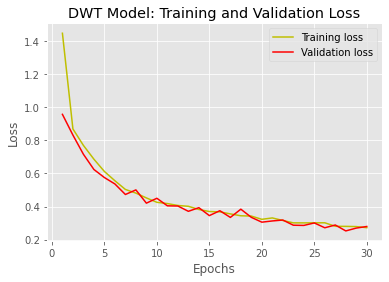 DWT Model: Training and Validation Loss
Training loss
Validation loss
1.4
1.2
1.0
0.8
0.6
0.4
0.2
Loss
0 5 10 15 20 25 30
Epochs